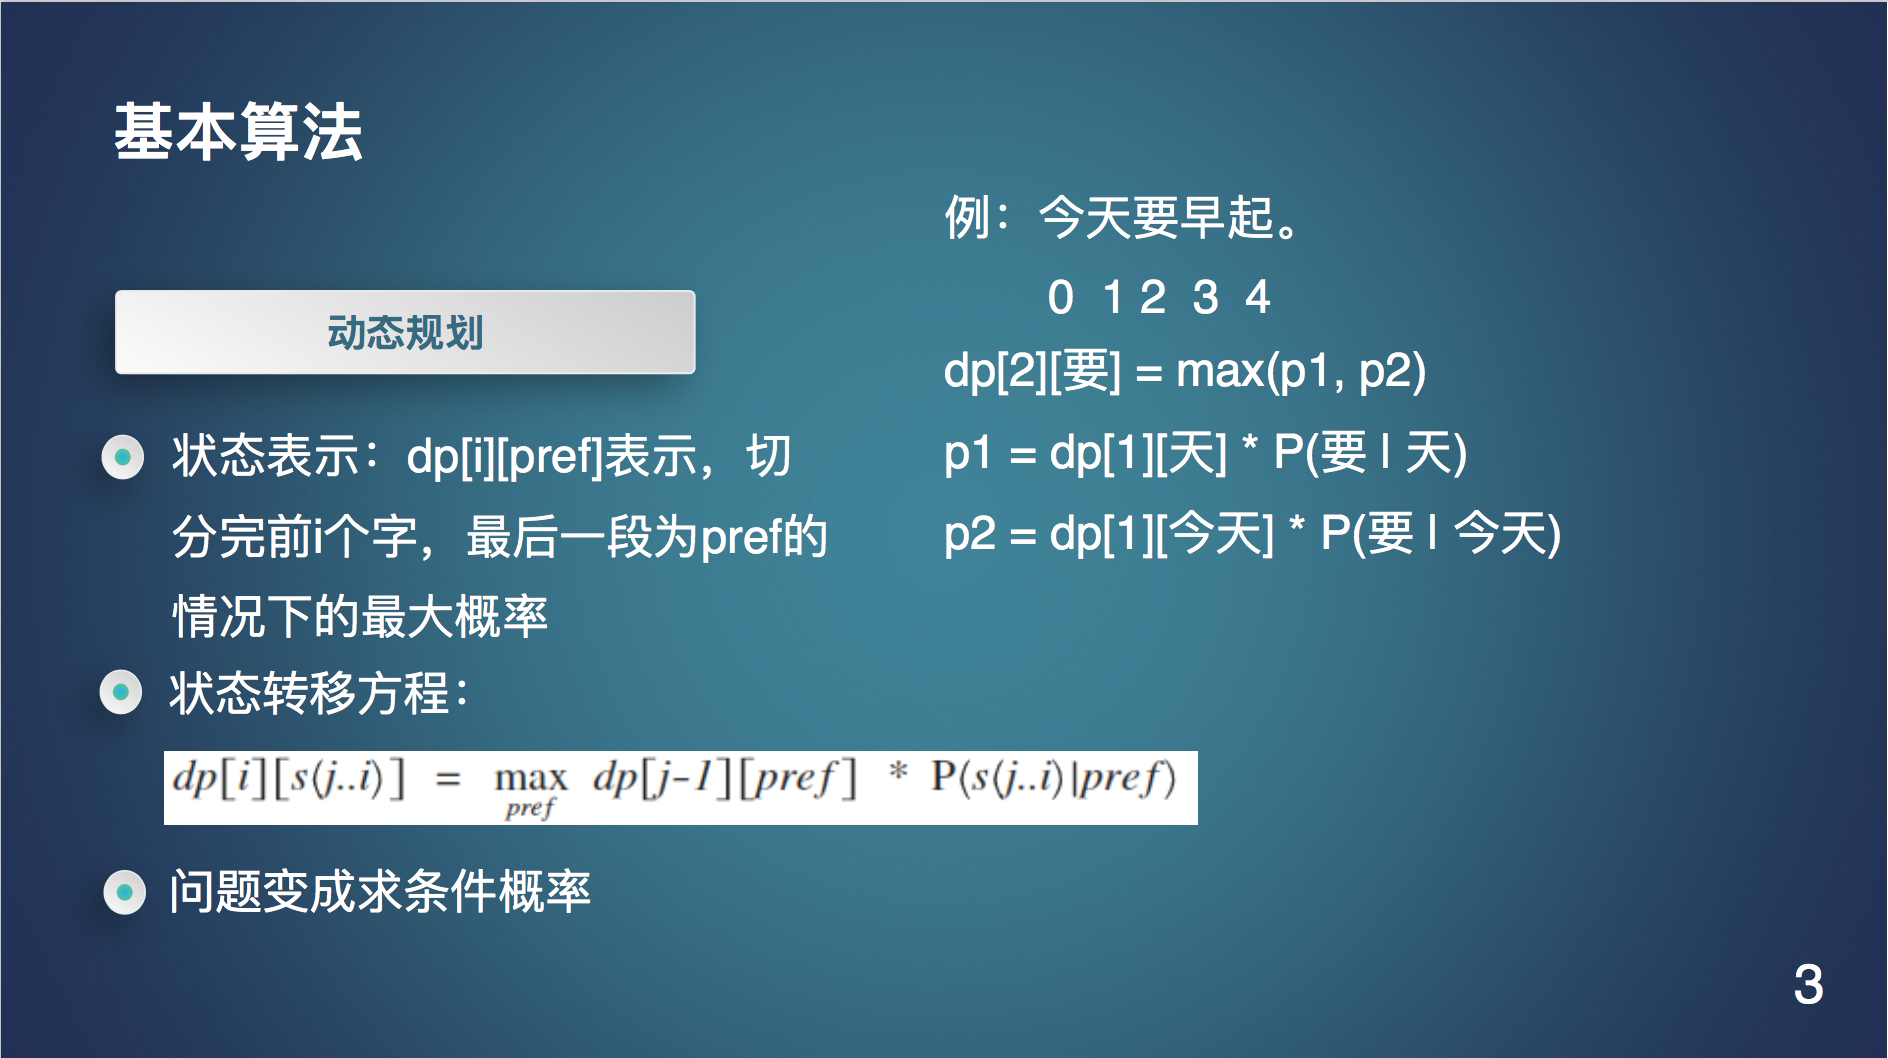 基本算法
动态规划
状态表示：dp[i][pref]表示，切
分完前i个字，最后一段为pref的
情况下的最大概率
状态转移方程：
dp[i][s(j..i)] = max dp[j-1][pref] * P(s(j..i)|pref)
pref
问题变成求条件概率
例：今天要早起。
0 1 2 3 4
dp[2][要] = max(p1, p2)
p1 = dp[1][天] * P(要 | 天)
p2 = dp[1][今天] * P(要 | 今天)
3